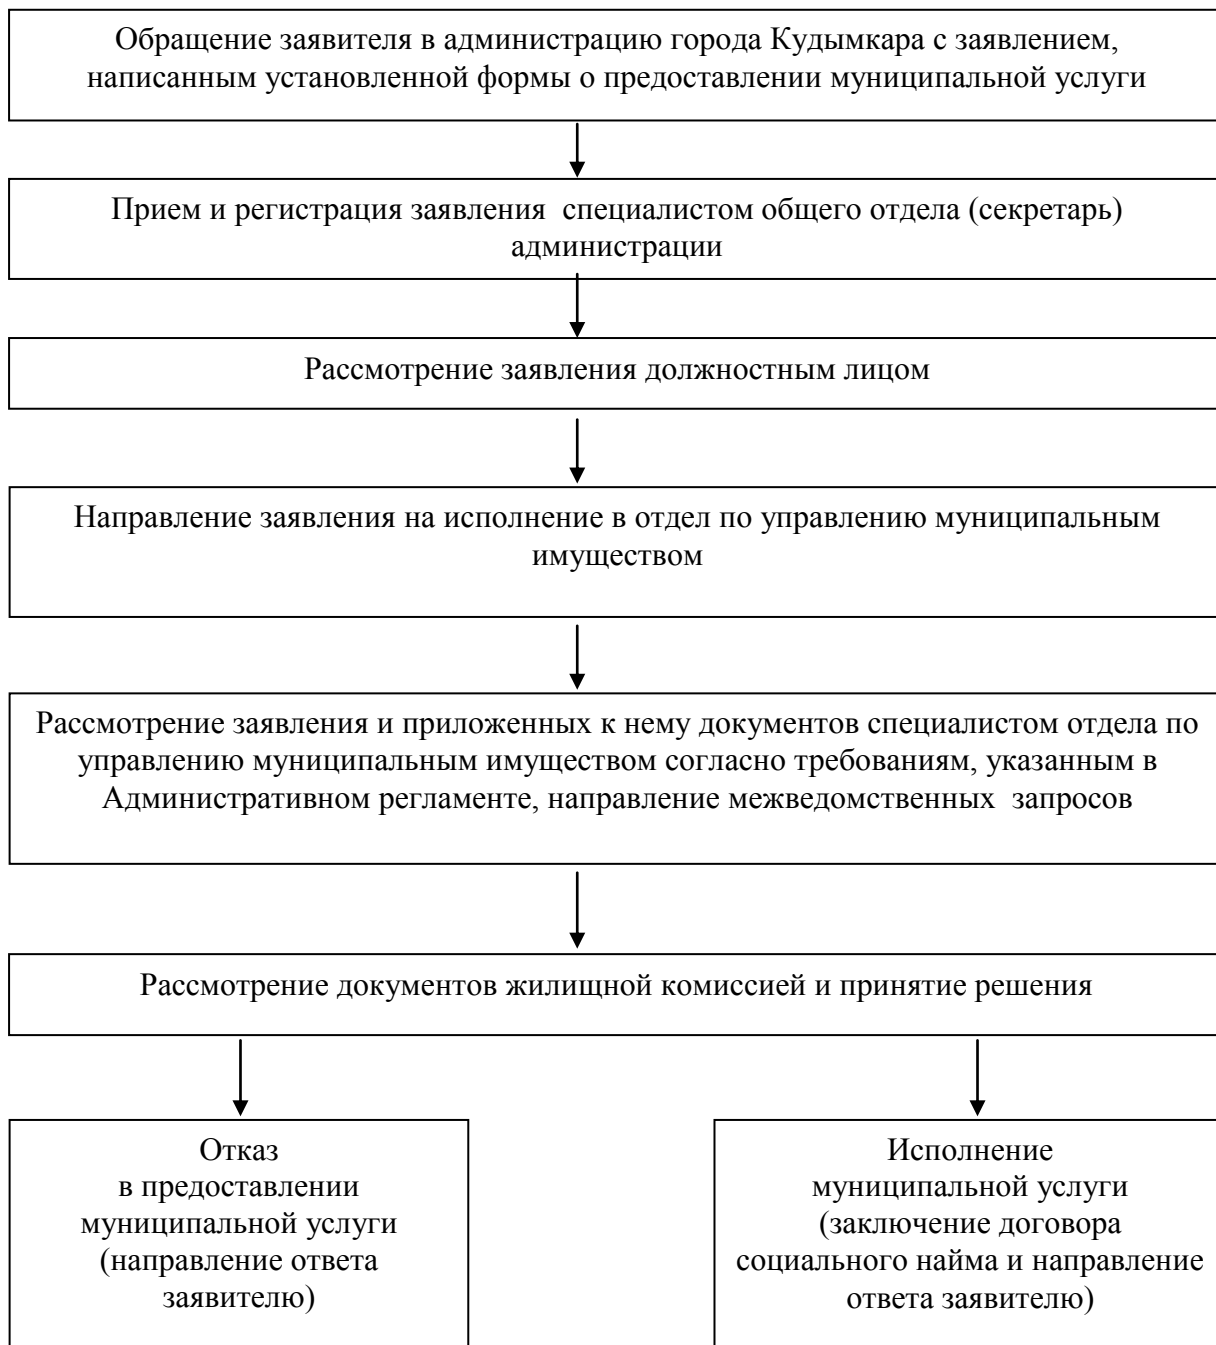 Обращение заявителя в администрацию города Кудымкара с заявлением,
написанным установленной формы о предоставлении муниципальной услуги
Прием и регистрация заявления специалистом общего отдела (секретарь)
администрации
Рассмотрение заявления должностным лицом
Направление заявления на исполнение в отдел по управлению муниципальным
имуществом
Рассмотрение заявления и приложенных к нему документов специалистом отдела по
управлению муниципальным имуществом согласно требованиям, указанным в
Административном регламенте, направление межведомственных запросов
Рассмотрение документов жилищной комиссией и принятие решения
Отказ
в предоставлении
муниципальной услуги
(направление ответа
заявителю)
Исполнение
муниципальной услуги
(заключение договора
социального найма и направление
ответа заявителю)